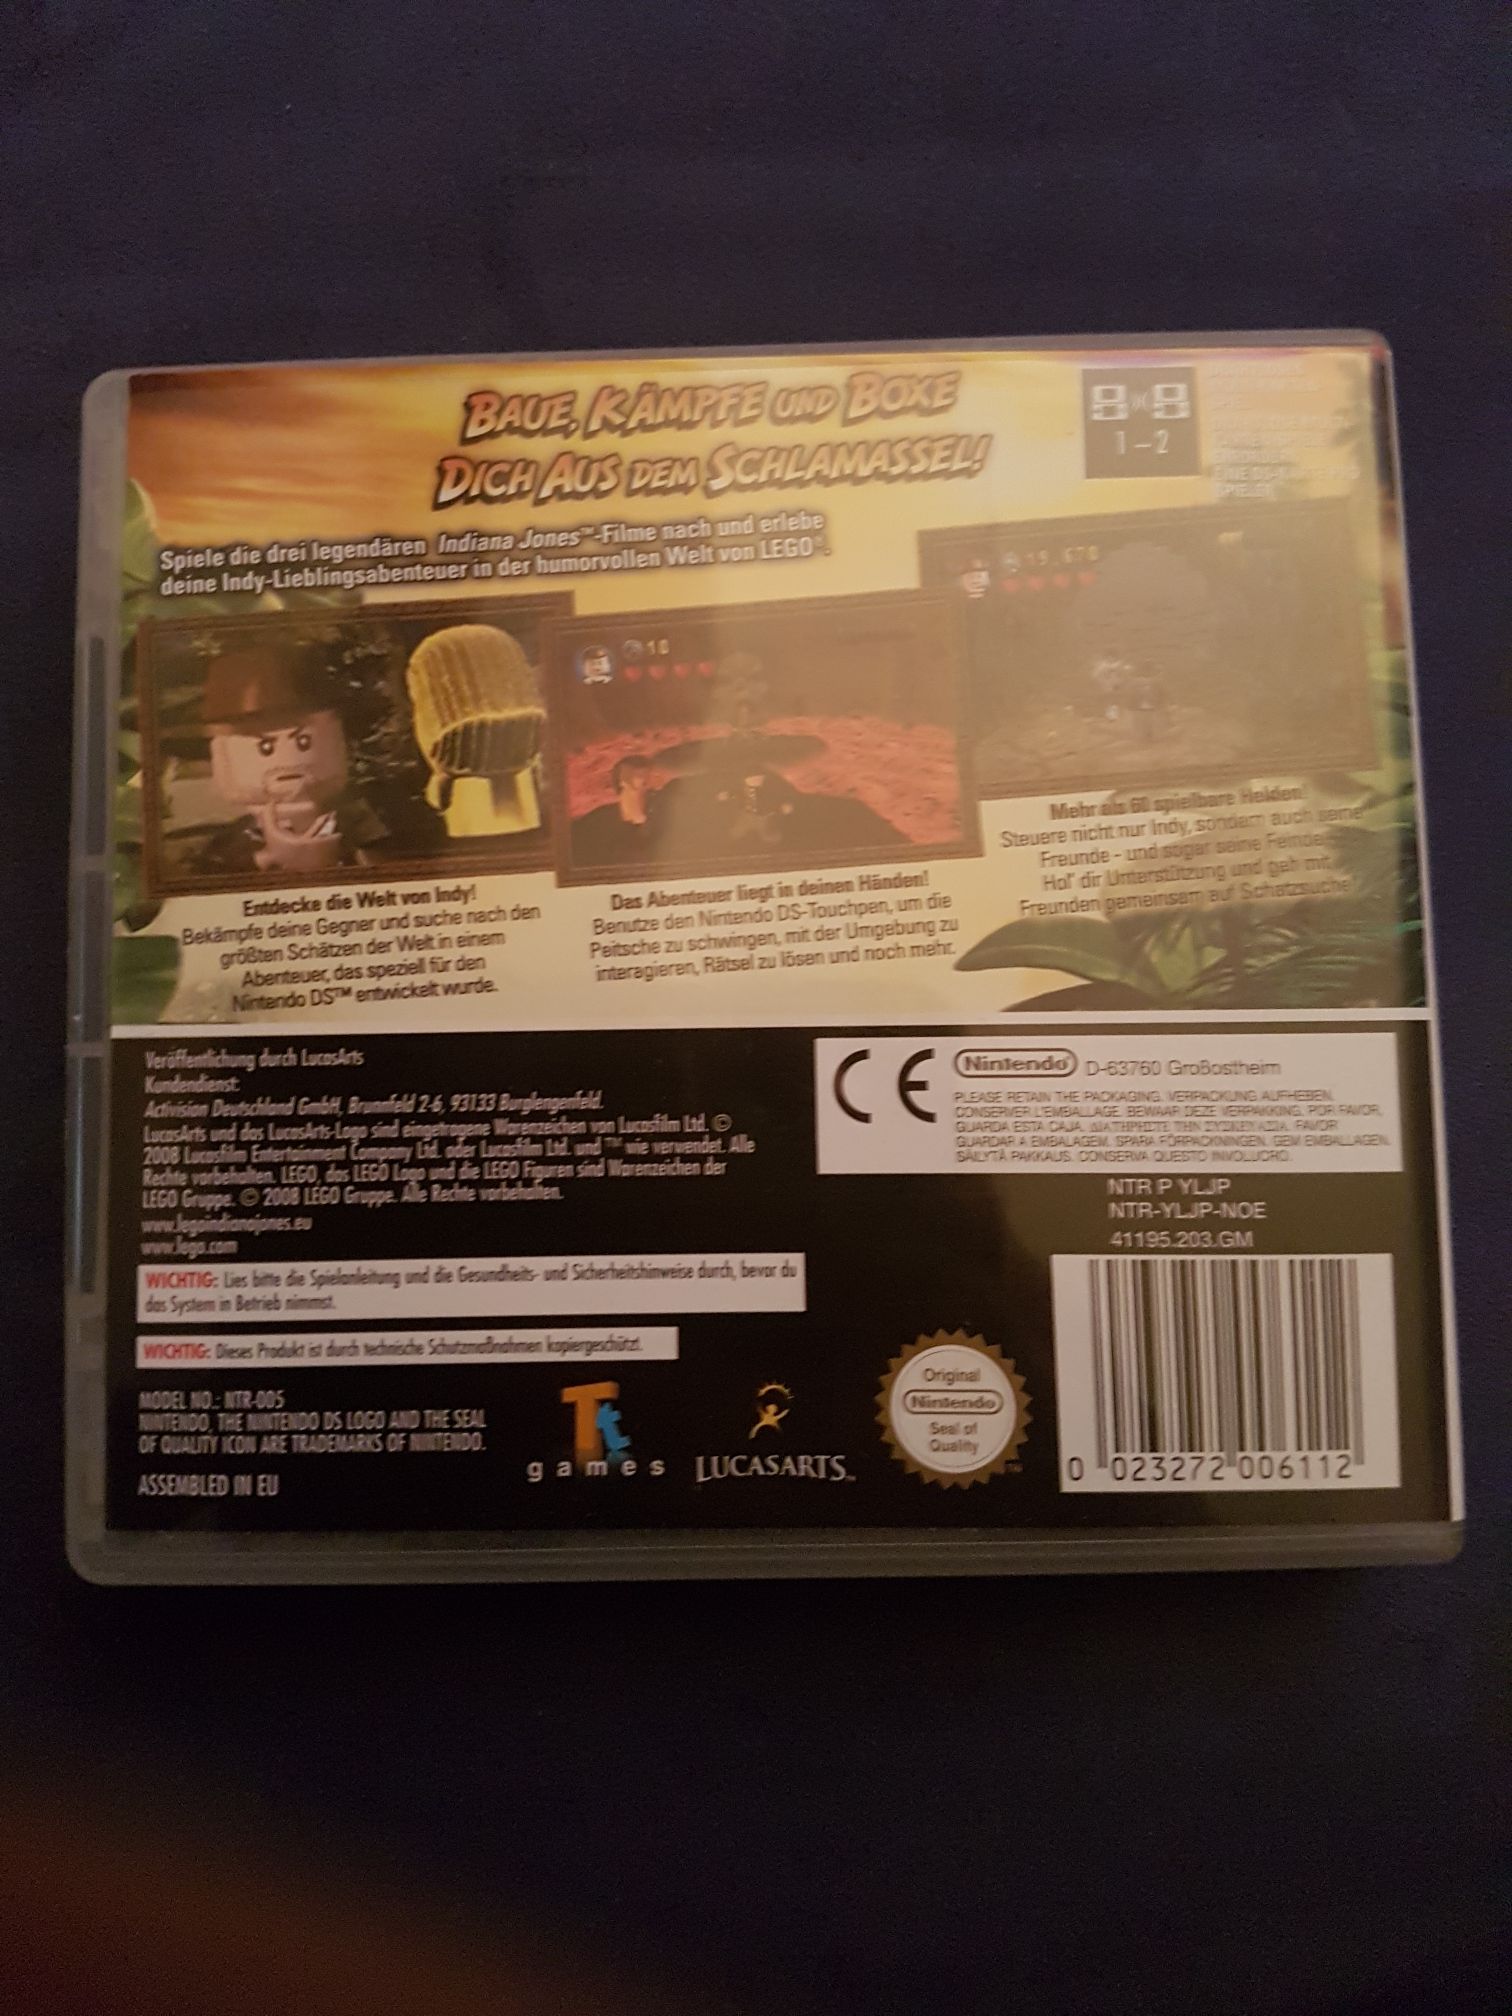 BAUE, KÄMPFE UND BOXE
DICH AUS DEM SCHLAMASSEL!
1-2
SPIELEN
Spiele die drei legendären Indiana Jones™-Filme nach und erlebe
deine Indy-Lieblingsabenteuer in der humorvollen Welt von LEGO®.
10
19.670
Entdecke die Welt von Indy!
Bekämpfe deine Gegner und suche nach den
größten Schätzen der Welt in einem
Abenteuer, das speziell für den
Nintendo DS™ entwickelt wurde.
Das Abenteuer liegt in deinen Händen!
Benutze den Nintendo DS-Touchpen, um die
Peitsche zu schwingen, mit der Umgebung zu
interagieren, Rätsel zu lösen und noch mehr.
Mehr als 60 spielbare Helden!
Steuere nicht nur Indy, sondern auch seine
Freunde - und sogar seine Feinde
Hol' dir Unterstützung und geh mit
Freunden gemeinsam auf Schatzsuche
Veröffentlichung durch LucasArts
Kundendienst:
Activision Deutschland GmbH, Brunnfeld 2-6, 93133 Burglengenfeld.
LucasArts und das LucasArts-Logo sind eingetragene Warenzeichen von Lucasfilm Ltd. ©
2008 Lucasfilm Entertainment Company Ltd. oder Lucasfilm Ltd. und ™ wie verwendet. Alle
Rechte vorbehalten. LEGO, das LEGO Logo und die LEGO Figuren sind Warenzeichen der
LEGO Gruppe. © 2008 LEGO Gruppe. Alle Rechte vorbehalten.
www.legoindianajones.eu
www.lego.com
WICHTIG: Lies bitte die Spielanleitung und die Gesundheits- und Sicherheitshinweise durch, bevor du
das System in Betrieb nimmst.
WICHTIG: Dieses Produkt ist durch technische Schutzmaßnahmen kopiergeschützt.
MODEL NO.: NTR-005
NINTENDO, THE NINTENDO DS LOGO AND THE SEAL
OF QUALITY ICON ARE TRADEMARKS OF NINTENDO.
ASSEMBLED IN EU
Tt
games
LUCASARTS™
Original
Nintendo
Seal of
Quality
CE
Nintendo® D-63760 Großostheim
PLEASE RETAIN THE PACKAGING. VERPACKUNG AUFHEBEN.
CONSERVER L'EMBALLAGE. BEWAAR DEZE VERPAKKING. POR FAVOR,
GUARDA ESTA CAJA. ΔΙΑΤΗΡΗΣΤΕ ΤΗΝ ΣΥΣΚΕΥΑΣΙΑ. FAVOR
GUARDAR A EMBALAGEM. SPARA FÖRPACKNINGEN. GEM EMBALLAGEN.
SÄILYTÄ PAKKAUS. CONSERVA QUESTO INVOLUCRO.
NTR P YLJP
NTR-YLJP-NOE
41195.203.GM
0 023272 006112